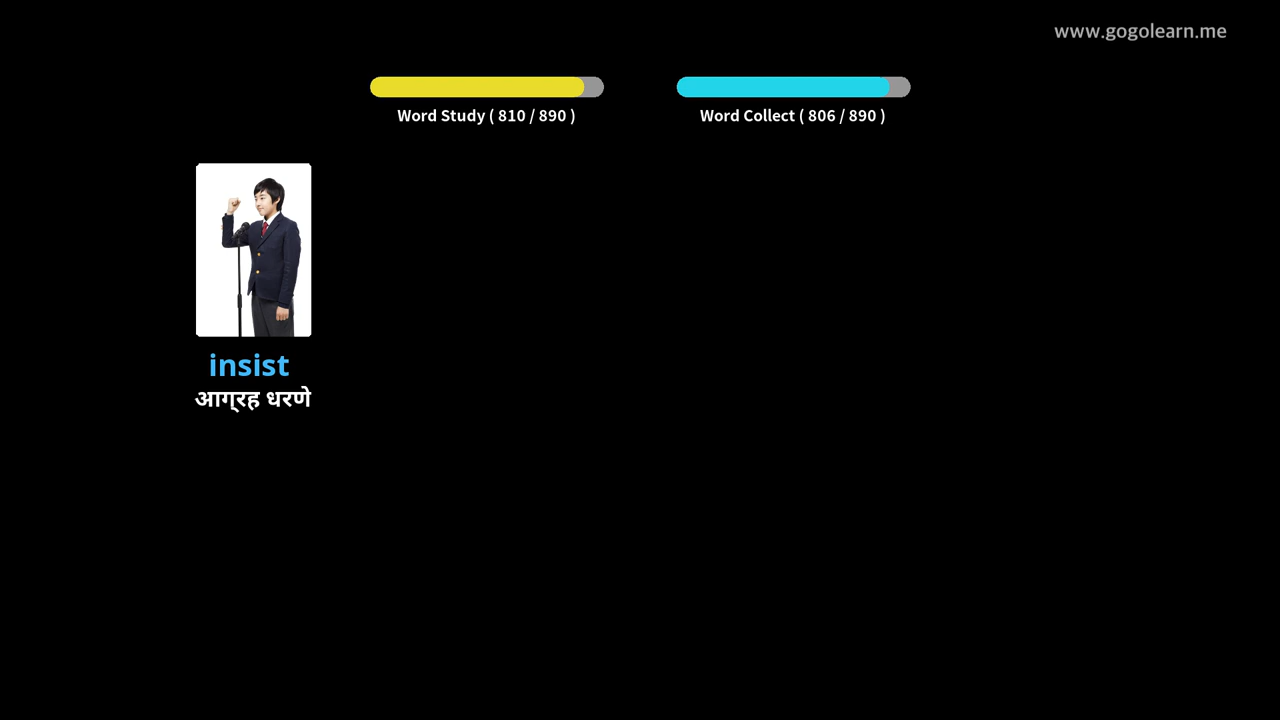 www.gogolearn.me
Word Study ( 810 / 890 )
Word Collect ( 806 / 890 )
insist
आग्रह धरणे